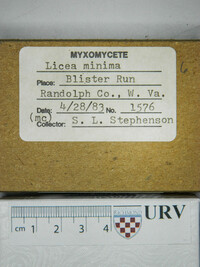 MYXOMYCETE
Licea minima
Place: Blister Run
Randolph Co., W. Va.
Date: 4/28/83 No. 1576
(mc)
Collector: S. L. Stephenson
cm 1 2 3 4
URV